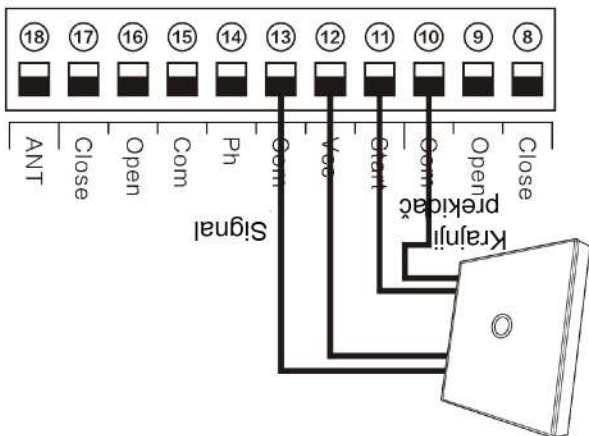 18 17 16 15 14 13 12 11 10 9 8
ANT Close Open Com Ph Com Vcc Start Com Open Close
Signal
Krajnji
prekidač